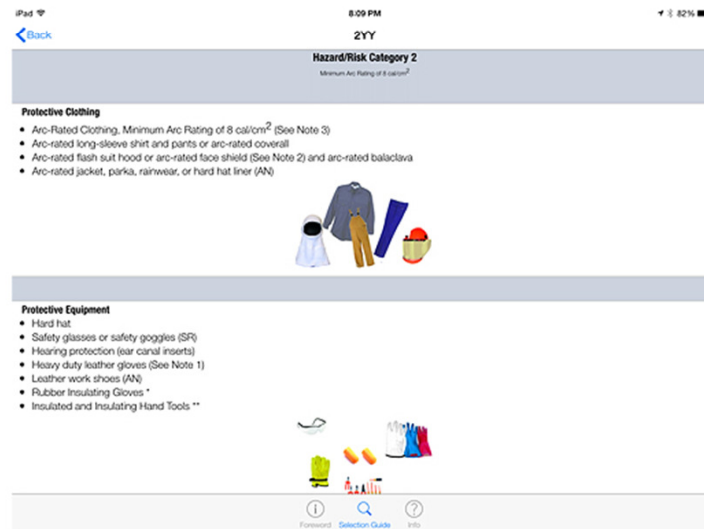 iPad
8:09 PM
82%
Back
2YY
Hazard/Risk Category 2
Minimum Arc Rating of 8 cal/cm2
Protective Clothing
• Arc-Rated Clothing, Minimum Arc Rating of 8 cal/cm2 (See Note 3)
• Arc-rated long-sleeve shirt and pants or arc-rated coverall
• Arc-rated flash suit hood or arc-rated face shield (See Note 2) and arc-rated balaclava
• Arc-rated jacket, parka, rainwear, or hard hat liner (AN)
Protective Equipment
• Hard hat
• Safety glasses or safety goggles (SR)
• Hearing protection (ear canal inserts)
• Heavy duty leather gloves (See Note 1)
• Leather work shoes (AN)
• Rubber Insulating Gloves *
• Insulated and Insulating Hand Tools **
Foreword Selection Guide Info